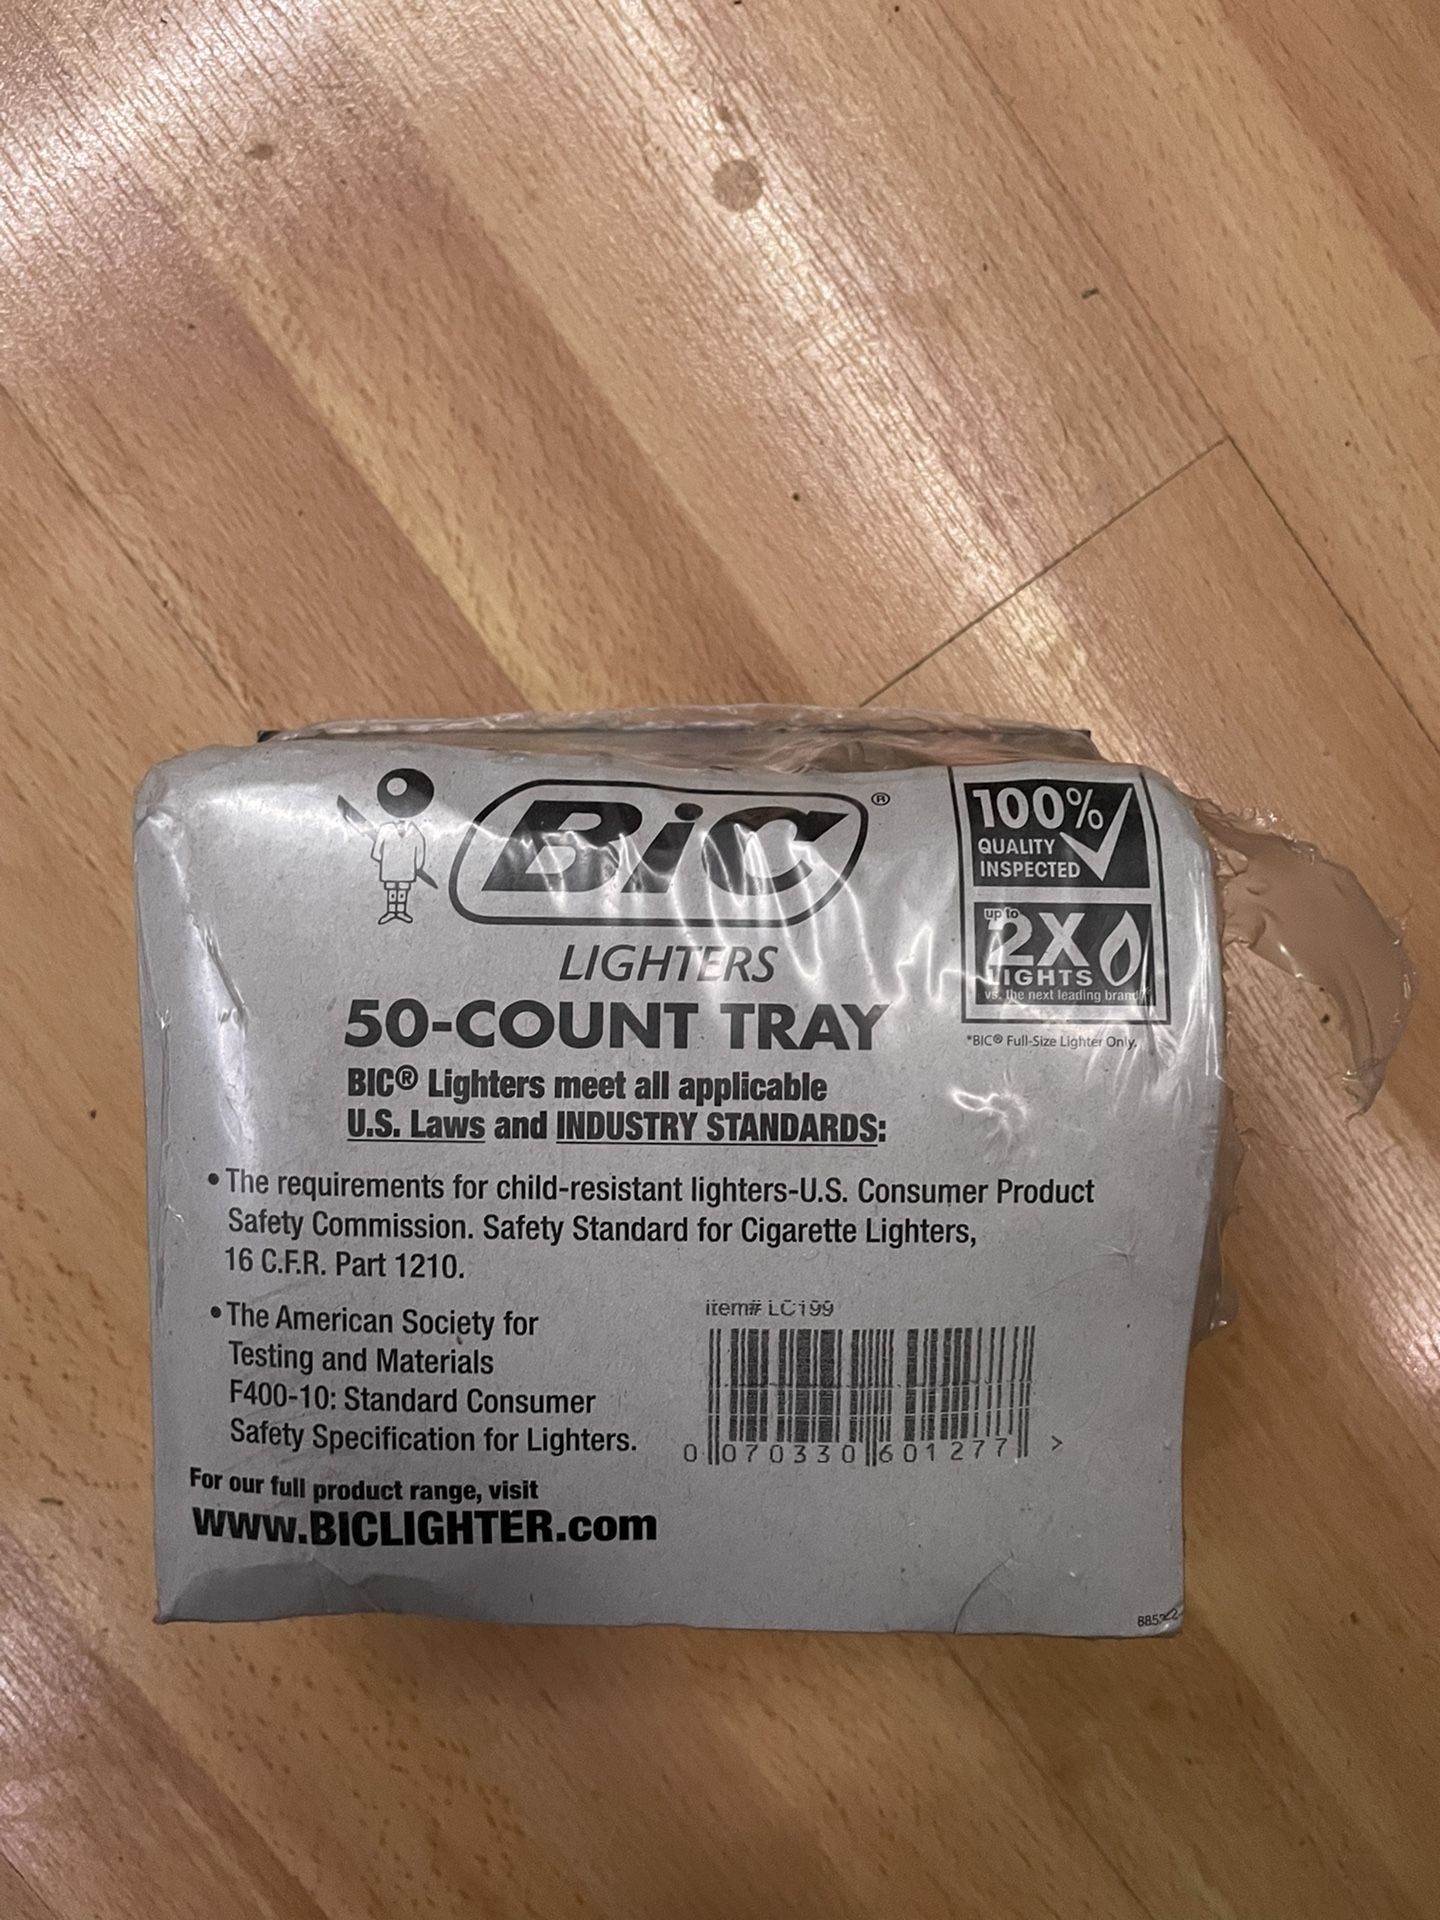 BiC®
LIGHTERS
50-COUNT TRAY
BIC® Lighters meet all applicable
U.S. Laws and INDUSTRY STANDARDS:
100%
QUALITY
INSPECTED
up to
2X
LIGHTS
vs. the next leading brand*
*BIC® Full-Size Lighter Only.
• The requirements for child-resistant lighters-U.S. Consumer Product
Safety Commission. Safety Standard for Cigarette Lighters,
16 C.F.R. Part 1210.
• The American Society for
Testing and Materials
F400-10: Standard Consumer
Safety Specification for Lighters.
item# LC199
0 070330 601277 >
For our full product range, visit
www.BICLIGHTER.com